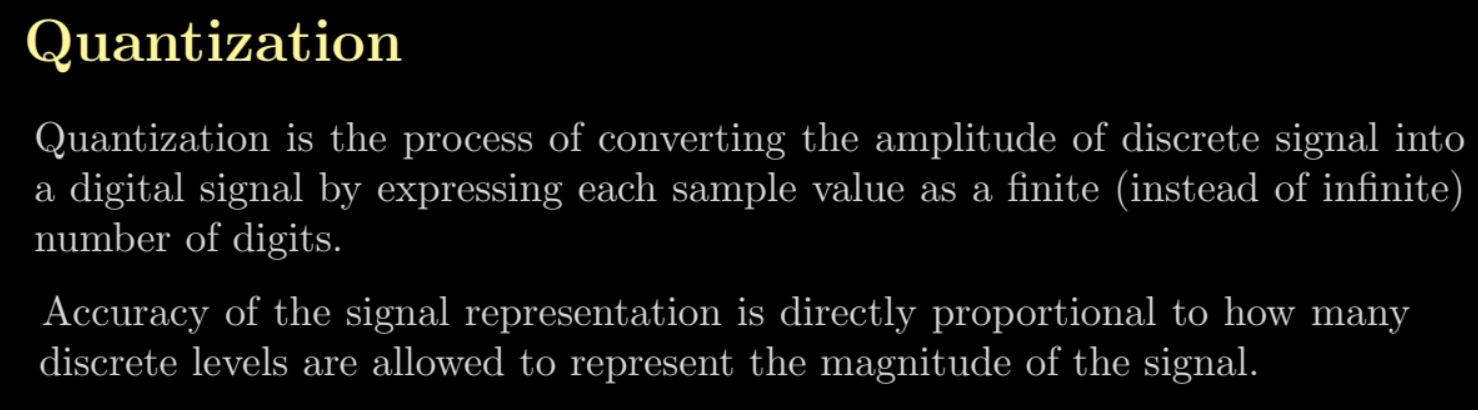 Quantization
Quantization is the process of converting the amplitude of discrete signal into
a digital signal by expressing each sample value as a finite (instead of infinite)
number of digits.
Accuracy of the signal representation is directly proportional to how many
discrete levels are allowed to represent the magnitude of the signal.